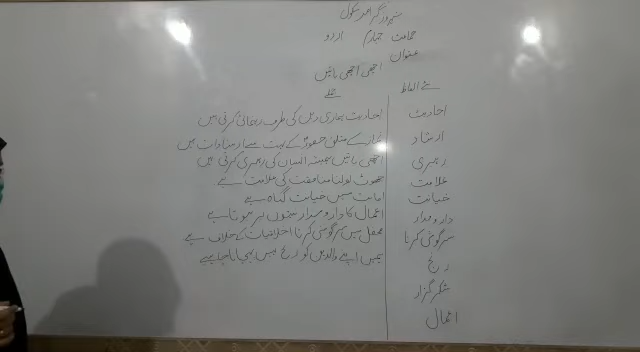 گرامر سکول
جماعت چہارم اردو
عنوان
اچھی اچھی باتیں
نئے الفاظ جملے
احادیث احادیث ہماری دین کی طرف رہنمائی کرتی ہیں
ارشاد نماز کے متعلق حضورؐ کے بہت سے ارشادات ہیں
رہبری اچھی باتیں ہمیشہ انسان کی رہبری کرتی ہیں
علامت جھوٹ بولنا منافقت کی علامت ہے
خیانت امانت میں خیانت گناہ ہے
دارومدار اعمال کا دارومدار نیتوں پر ہوتا ہے
سرگوشی کرنا محفل میں سرگوشی کرنا اخلاقیات کے خلاف ہے
رنج ہمیں اپنے والدین کو رنج نہیں پہنچانا چاہیے
شکر گزار
اعمال